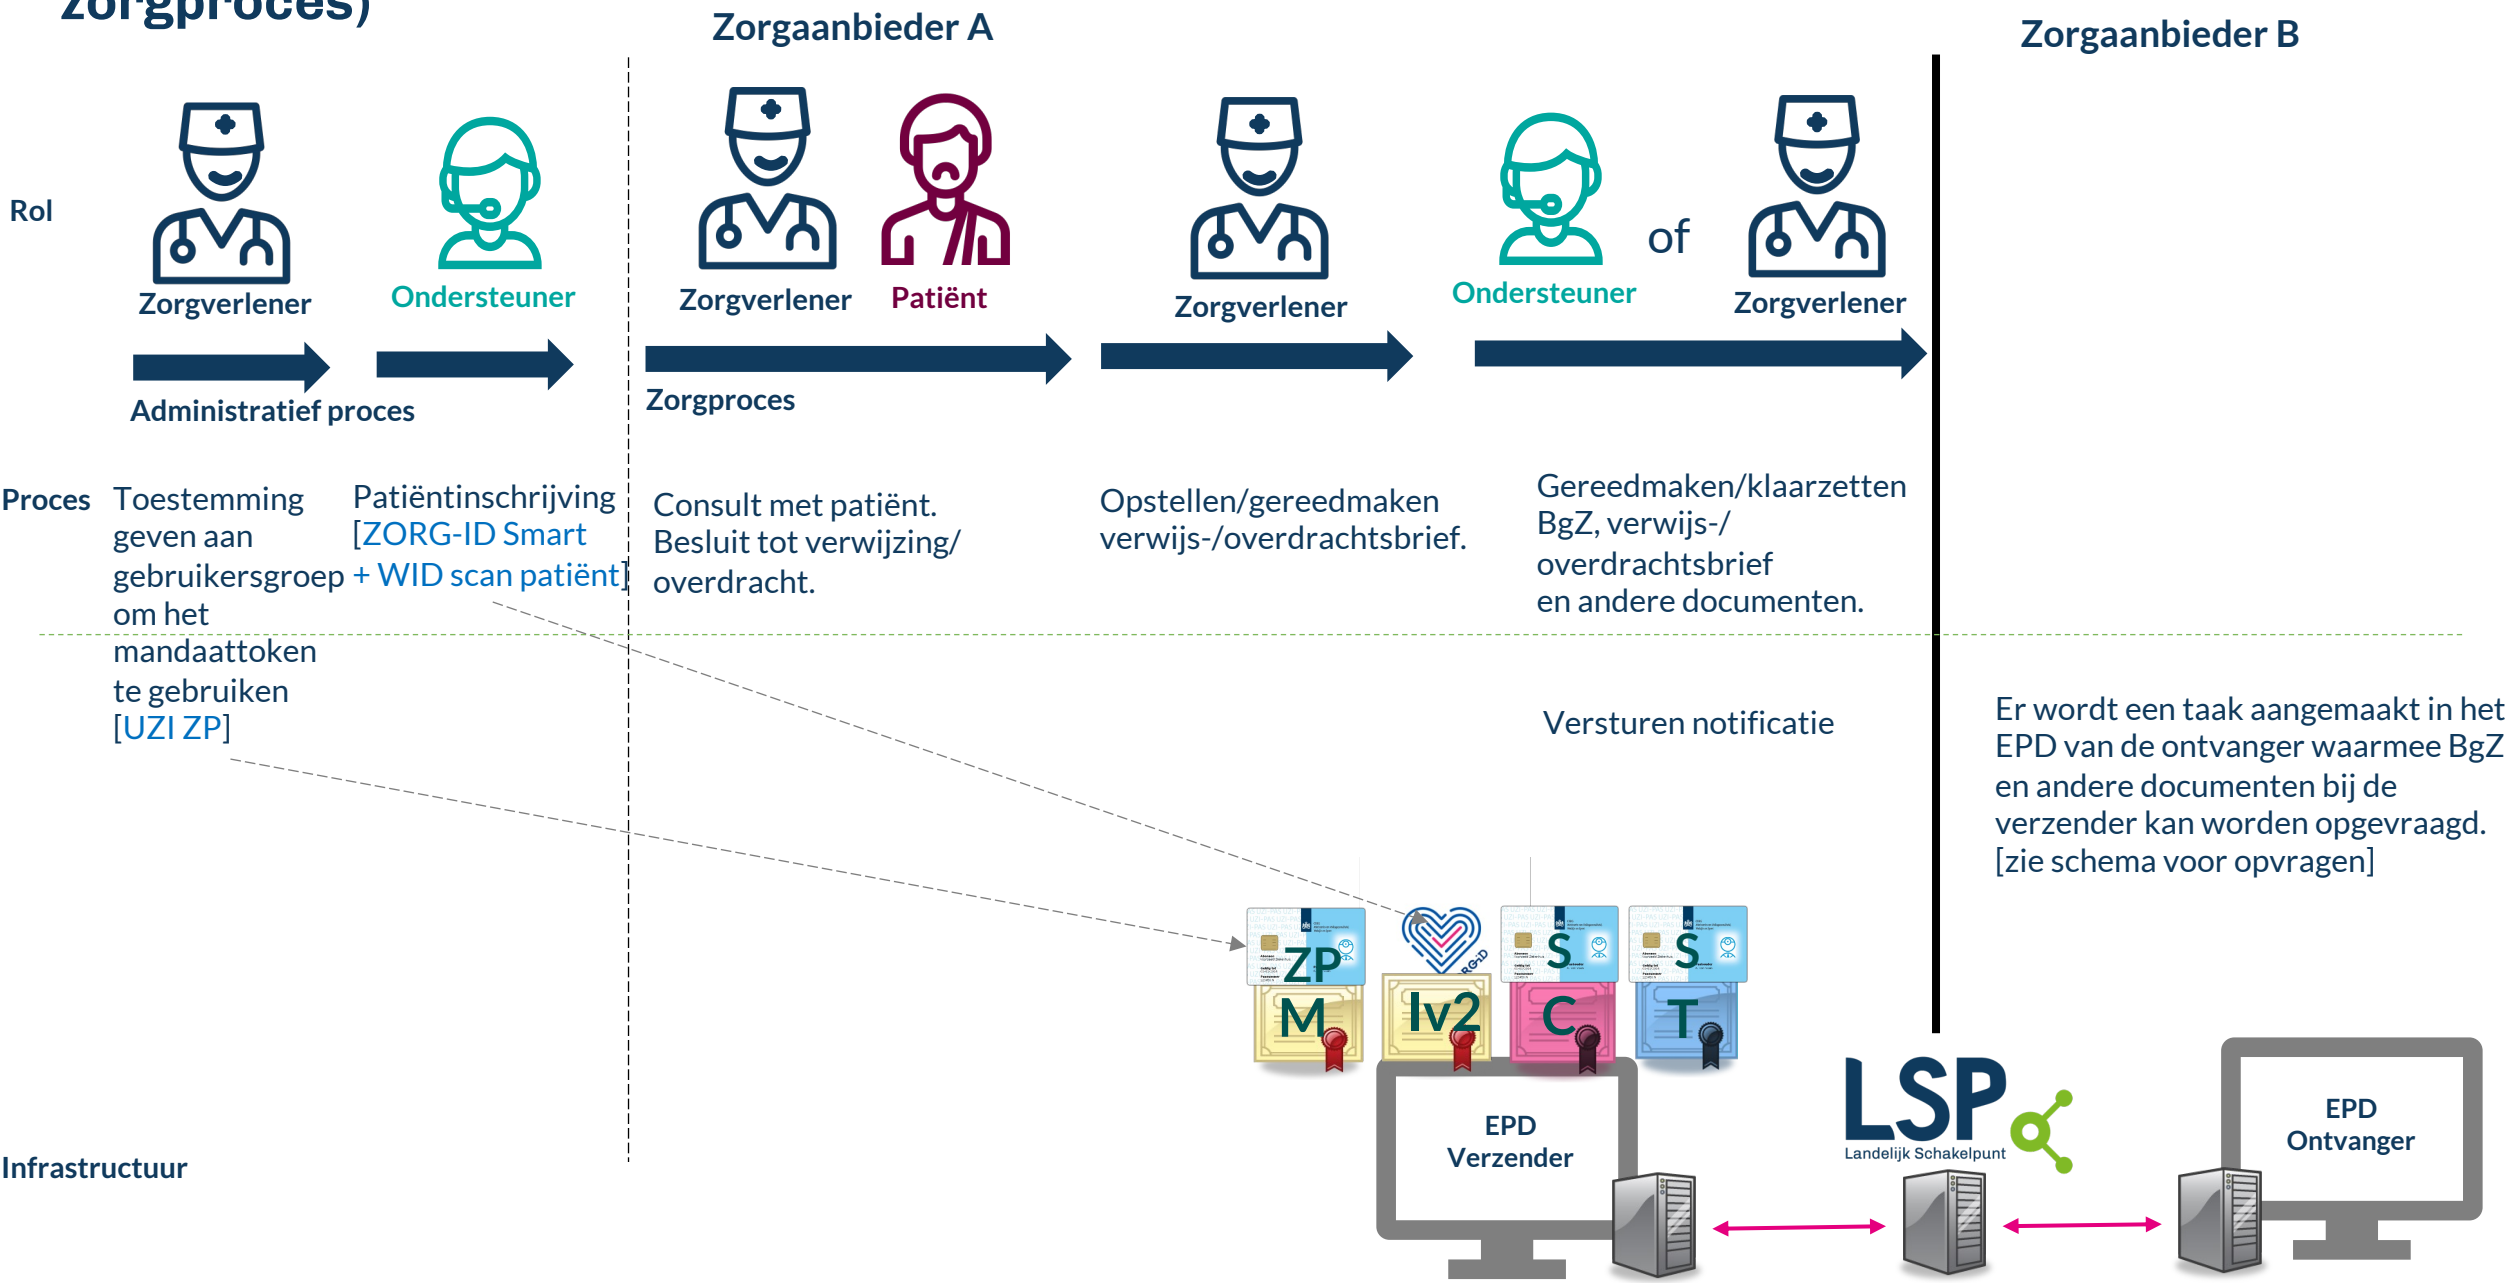 zorgproces)
Zorgaanbieder A
Zorgaanbieder B
Rol
Zorgverlener
Ondersteuner
Zorgverlener
Patiënt
Zorgverlener
Ondersteuner
of
Zorgverlener
Administratief proces
Zorgproces
Proces
Toestemming
geven aan
gebruikersgroep
om het
mandaattoken
te gebruiken
[UZI ZP]
Patiëntinschrijving
[ZORG-ID Smart
+ WID scan patiënt]
Consult met patiënt.
Besluit tot verwijzing/
overdracht.
Opstellen/gereedmaken
verwijs-/overdrachtsbrief.
Gereedmaken/klaarzetten
BgZ, verwijs-/
overdrachtsbrief
en andere documenten.
Versturen notificatie
Er wordt een taak aangemaakt in het
EPD van de ontvanger waarmee BgZ
en andere documenten bij de
verzender kan worden opgevraagd.
[zie schema voor opvragen]
ZP
M
Iv2
S
C
S
T
Infrastructuur
EPD
Verzender
LSP
Landelijk Schakelpunt
EPD
Ontvanger